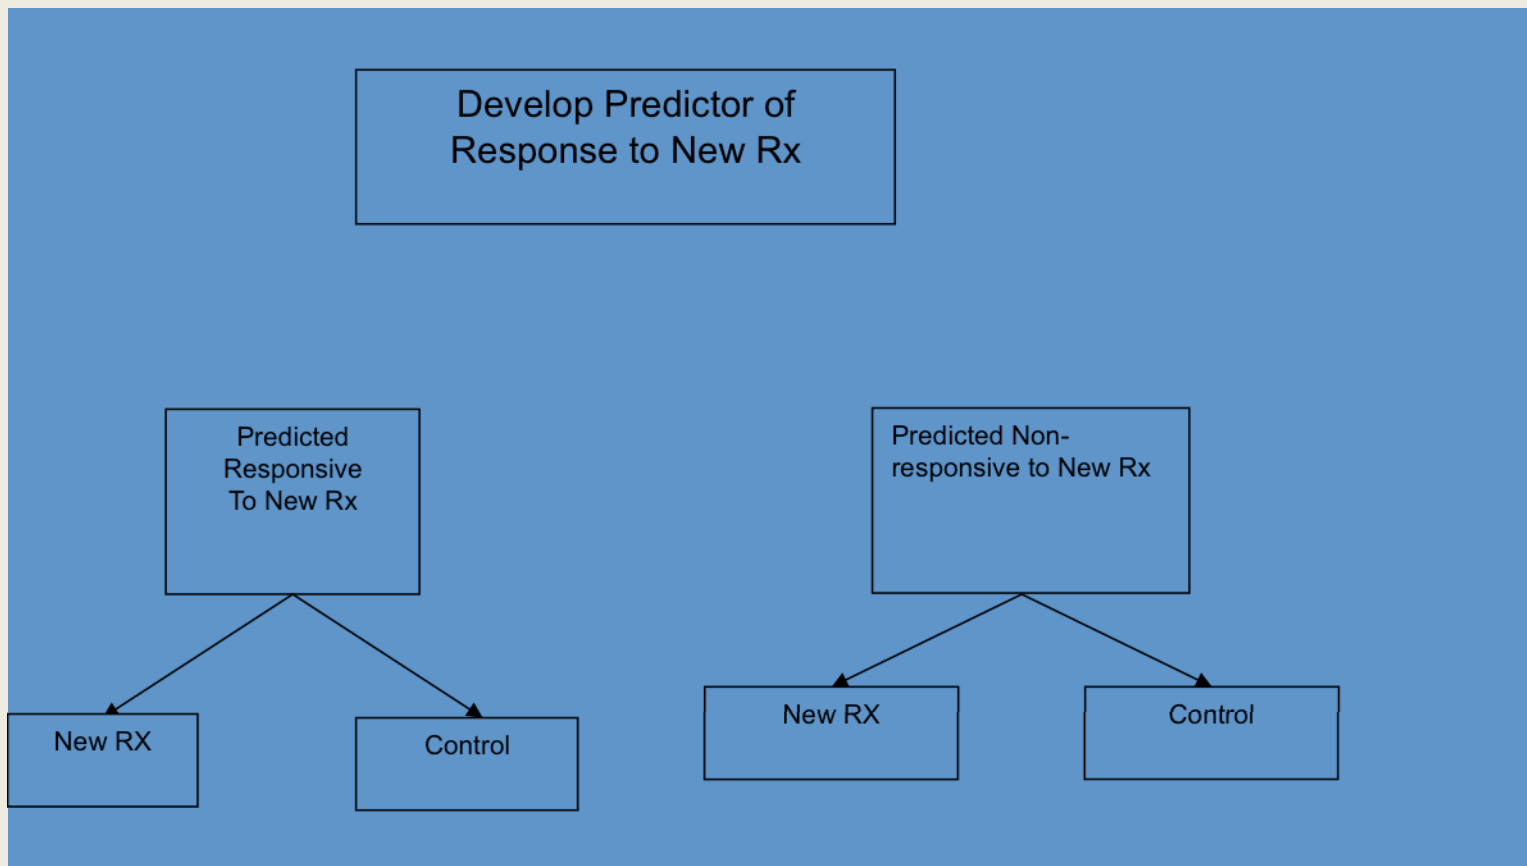 Develop Predictor of
Response to New Rx
Predicted
Responsive
To New Rx
Predicted Non-
responsive to New Rx
New RX
Control
New RX
Control